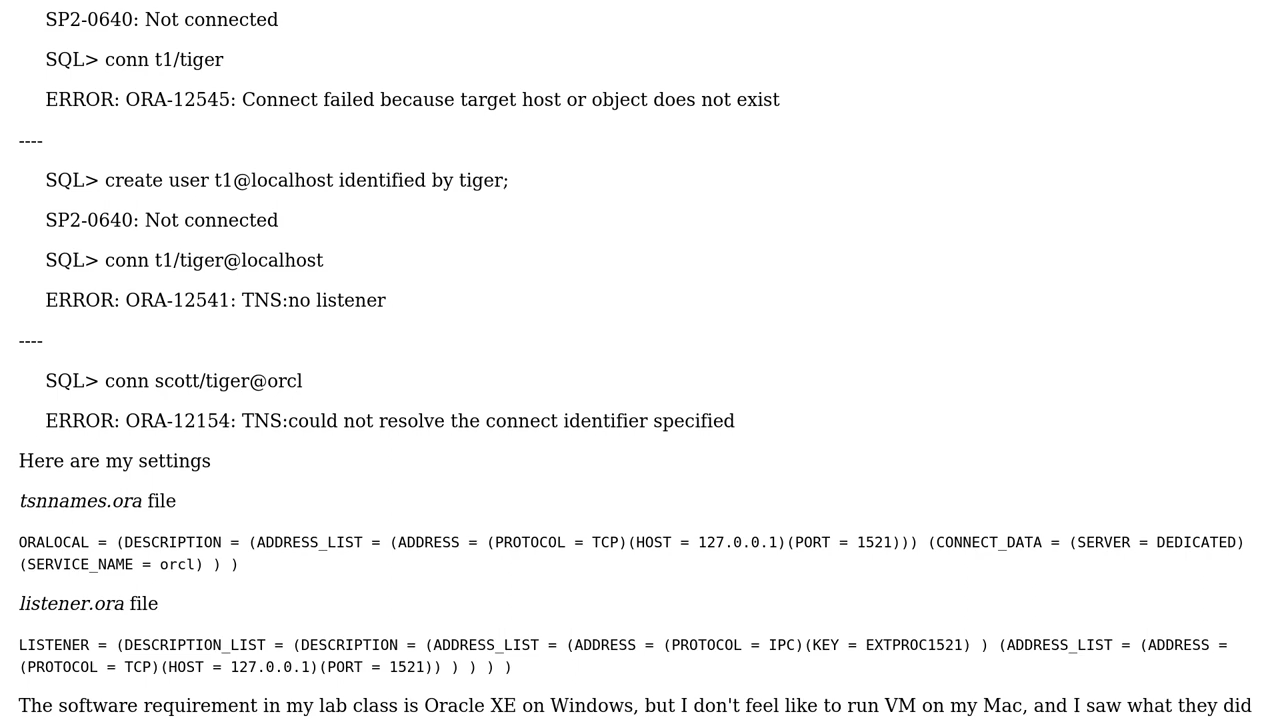 SP2-0640: Not connected
SQL> conn t1/tiger
ERROR: ORA-12545: Connect failed because target host or object does not exist
----
SQL> create user t1@localhost identified by tiger;
SP2-0640: Not connected
SQL> conn t1/tiger@localhost
ERROR: ORA-12541: TNS:no listener
----
SQL> conn scott/tiger@orcl
ERROR: ORA-12154: TNS:could not resolve the connect identifier specified
Here are my settings
tsnnames.ora file
ORALOCAL = (DESCRIPTION = (ADDRESS_LIST = (ADDRESS = (PROTOCOL = TCP)(HOST = 127.0.0.1)(PORT = 1521))) (CONNECT_DATA = (SERVER = DEDICATED)
(SERVICE_NAME = orcl) ) )
listener.ora file
LISTENER = (DESCRIPTION_LIST = (DESCRIPTION = (ADDRESS_LIST = (ADDRESS = (PROTOCOL = IPC)(KEY = EXTPROC1521) ) (ADDRESS_LIST = (ADDRESS =
(PROTOCOL = TCP)(HOST = 127.0.0.1)(PORT = 1521)) ) ) ) )
The software requirement in my lab class is Oracle XE on Windows, but I don't feel like to run VM on my Mac, and I saw what they did